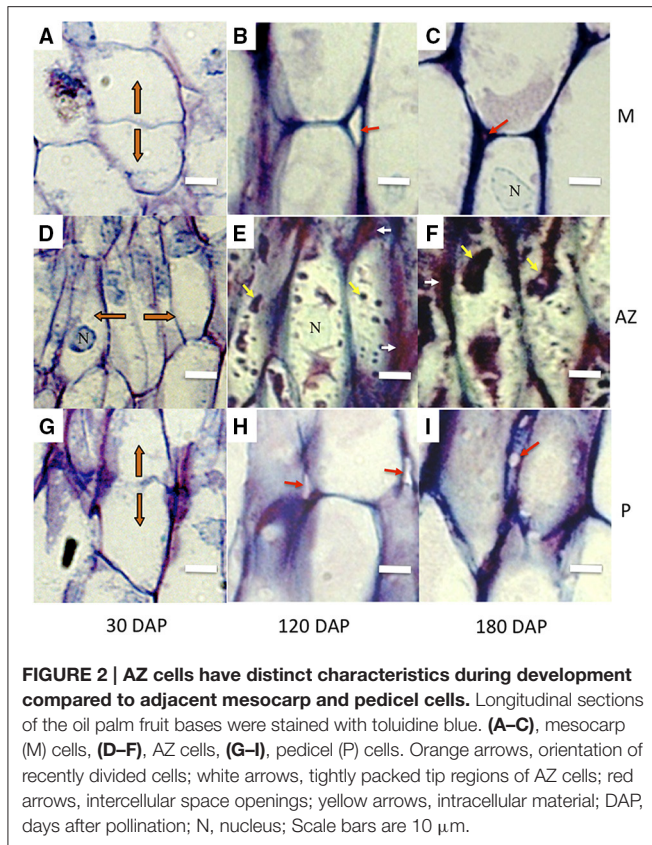 A B C
M
N
D E F
AZ
N N
G H I
P
30 DAP 120 DAP 180 DAP
FIGURE 2 | AZ cells have distinct characteristics during development
compared to adjacent mesocarp and pedicel cells. Longitudinal sections
of the oil palm fruit bases were stained with toluidine blue. (A–C), mesocarp
(M) cells, (D–F), AZ cells, (G–I), pedicel (P) cells. Orange arrows, orientation of
recently divided cells; white arrows, tightly packed tip regions of AZ cells; red
arrows, intercellular space openings; yellow arrows, intracellular material; DAP,
days after pollination; N, nucleus; Scale bars are 10 μm.